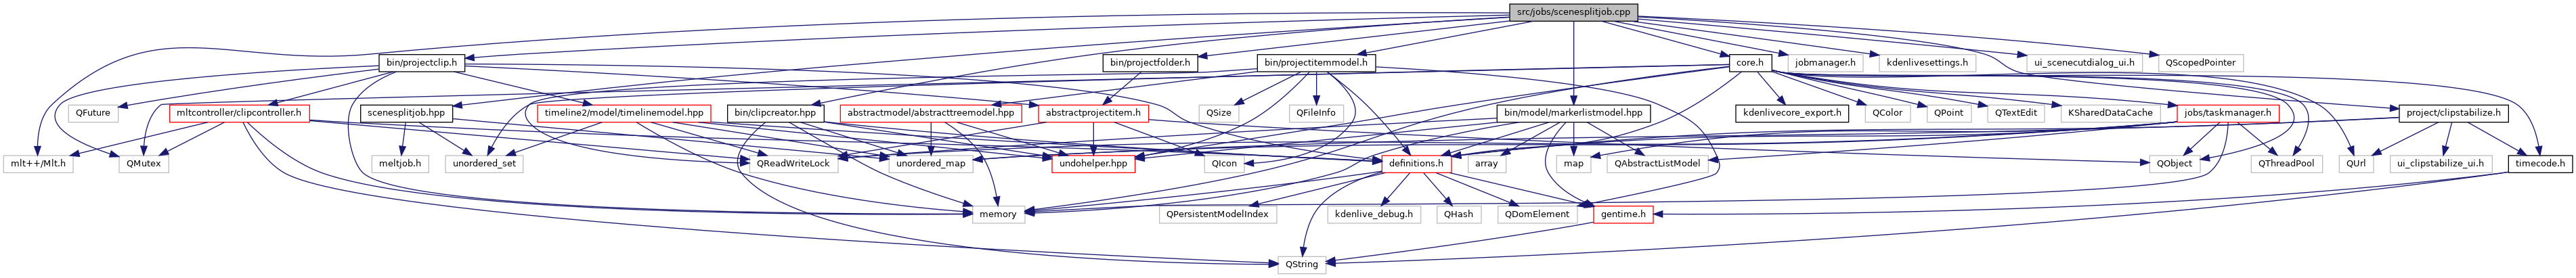 src/jobs/scenesplitjob.cpp
bin/projectclip.h
bin/projectfolder.h
bin/projectitemmodel.h
core.h
jobmanager.h
kdenlivesettings.h
ui_scenecutdialog_ui.h
QScopedPointer
QFuture
mltcontroller/clipcontroller.h
scenesplitjob.hpp
timeline2/model/timelinemodel.hpp
bin/clipcreator.hpp
abstractmodel/abstracttreemodel.hpp
abstractprojectitem.h
QSize
QFileInfo
bin/model/markerlistmodel.hpp
kdenlivecore_export.h
QColor
QPoint
QTextEdit
KSharedDataCache
jobs/taskmanager.h
project/clipstabilize.h
mlt++/Mlt.h
QMutex
meltjob.h
unordered_set
QReadWriteLock
unordered_map
undohelper.hpp
QIcon
definitions.h
array
map
QAbstractListModel
QObject
QThreadPool
QUrl
ui_clipstabilize_ui.h
timecode.h
memory
QPersistentModelIndex
kdenlive_debug.h
QHash
QDomElement
gentime.h
QString